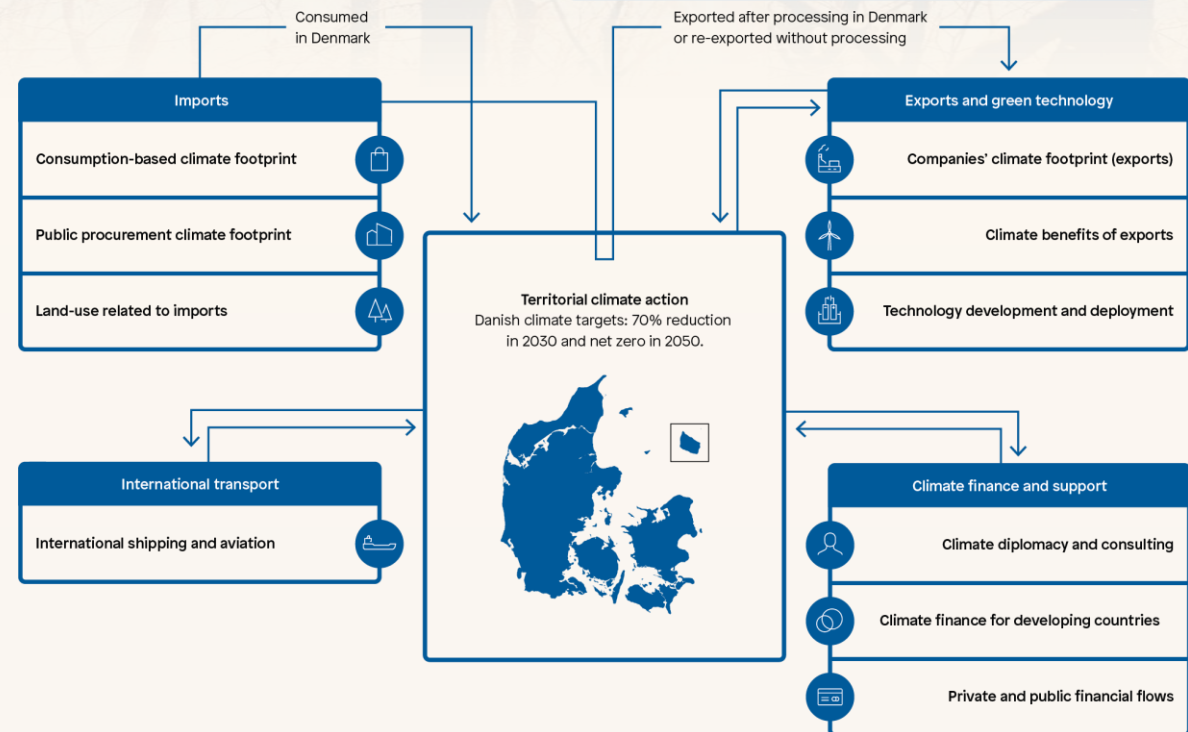 Consumed
in Denmark
Exported after processing in Denmark
or re-exported without processing
Imports
Consumption-based climate footprint
Public procurement climate footprint
Land-use related to imports
Exports and green technology
Companies’ climate footprint (exports)
Climate benefits of exports
Technology development and deployment
Territorial climate action
Danish climate targets: 70% reduction
in 2030 and net zero in 2050.
International transport
International shipping and aviation
Climate finance and support
Climate diplomacy and consulting
Climate finance for developing countries
Private and public financial flows